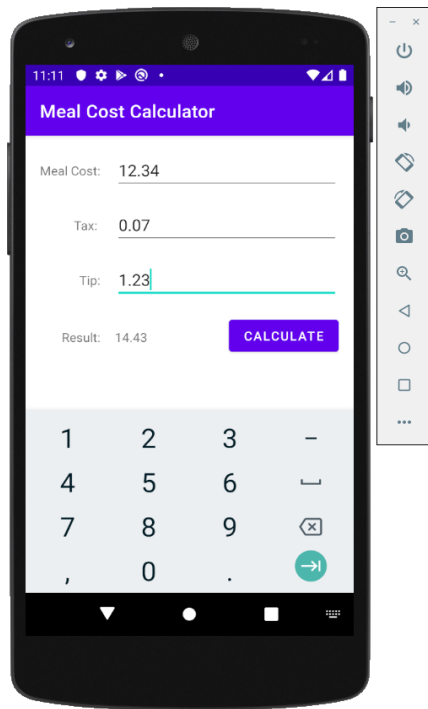 11:11
Meal Cost Calculator
Meal Cost: 12.34
Tax: 0.07
Tip: 1.23
Result: 14.43 CALCULATE
1 2 3 –
4 5 6
7 8 9
, 0 .